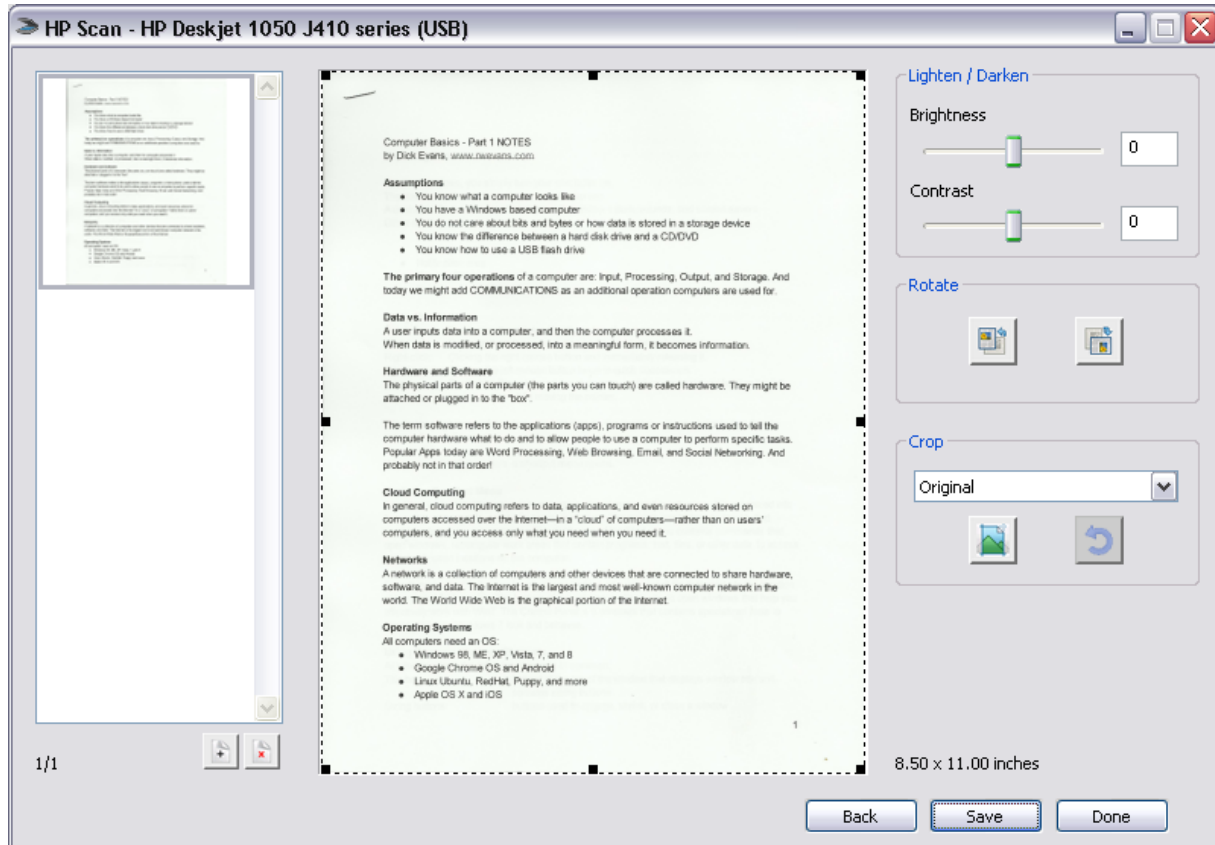 HP Scan - HP Deskjet 1050 J410 series (USB)
Computer Basics - Part 1 NOTES
by Dick Evans, www.rwevans.com
Assumptions
• You know what a computer looks like
• You have a Windows based computer
• You do not care about bits and bytes or how data is stored in a storage device
• You know the difference between a hard disk drive and a CD/DVD
• You know how to use a USB flash drive
The primary four operations of a computer are: Input, Processing, Output, and Storage. And
today we might add COMMUNICATIONS as an additional operation computers are used for.
Data vs. Information
A user inputs data into a computer, and then the computer processes it.
When data is modified, or processed, into a meaningful form, it becomes information.
Hardware and Software
The physical parts of a computer (the parts you can touch) are called hardware. They might be
attached or plugged in to the "box".
The term software refers to the applications (apps), programs or instructions used to tell the
computer hardware what to do and to allow people to use a computer to perform specific tasks.
Popular Apps today are Word Processing, Web Browsing, Email, and Social Networking. And
probably not in that order!
Cloud Computing
In general, cloud computing refers to data, applications, and even resources stored on
computers accessed over the Internet—in a "cloud" of computers—rather than on users'
computers, and you access only what you need when you need it.
Networks
A network is a collection of computers and other devices that are connected to share hardware,
software, and data. The Internet is the largest and most well-known computer network in the
world. The World Wide Web is the graphical portion of the Internet.
Operating Systems
All computers need an OS:
• Windows 98, ME, XP, Vista, 7, and 8
• Google Chrome OS and Android
• Linux Ubuntu, RedHat, Puppy, and more
• Apple OS X and iOS
1
Lighten / Darken
Brightness
0
Contrast
0
Rotate
Crop
Original
1/1
8.50 x 11.00 inches
Back
Save
Done